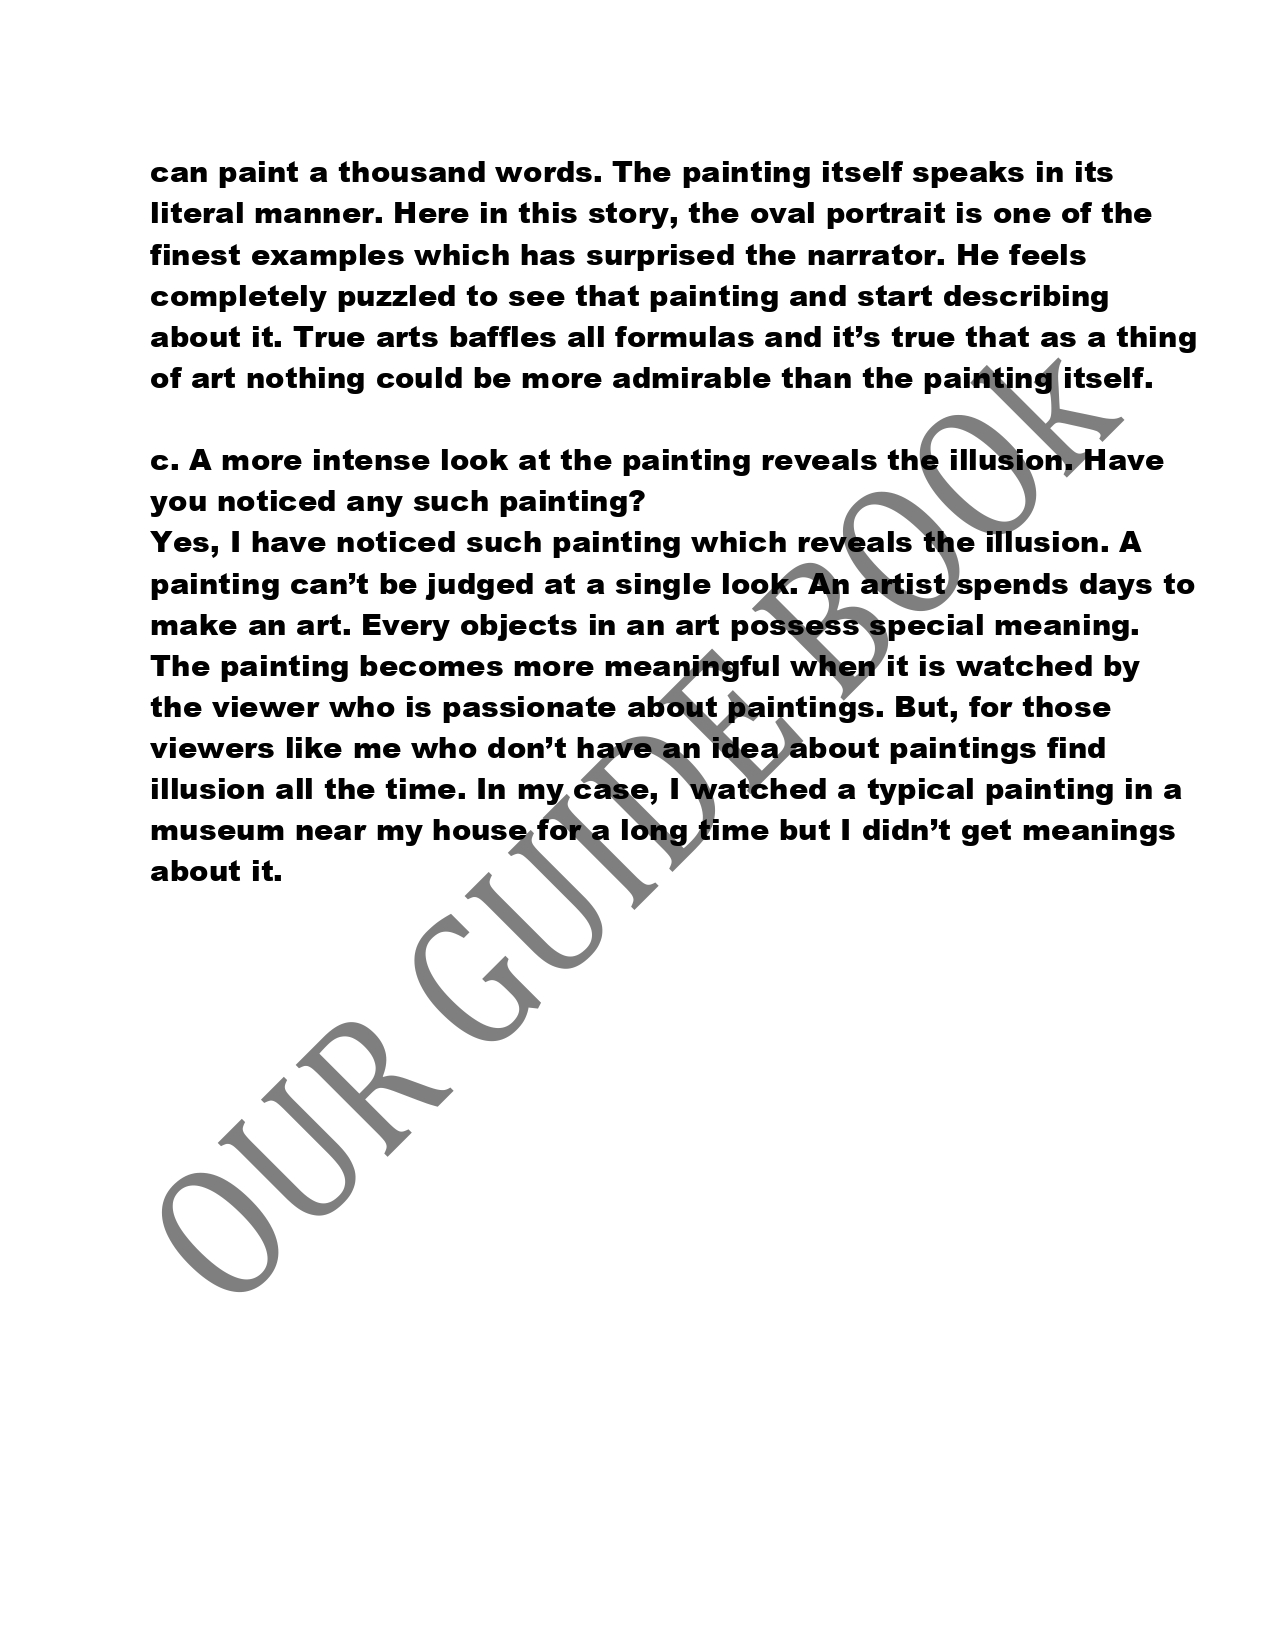 can paint a thousand words. The painting itself speaks in its
literal manner. Here in this story, the oval portrait is one of the
finest examples which has surprised the narrator. He feels
completely puzzled to see that painting and start describing
about it. True arts baffles all formulas and it’s true that as a thing
of art nothing could be more admirable than the painting itself.
c. A more intense look at the painting reveals the illusion. Have
you noticed any such painting?
Yes, I have noticed such painting which reveals the illusion. A
painting can’t be judged at a single look. An artist spends days to
make an art. Every objects in an art possess special meaning.
The painting becomes more meaningful when it is watched by
the viewer who is passionate about paintings. But, for those
viewers like me who don’t have an idea about paintings find
illusion all the time. In my case, I watched a typical painting in a
museum near my house for a long time but I didn’t get meanings
about it.
OUR GUIDE BOOK